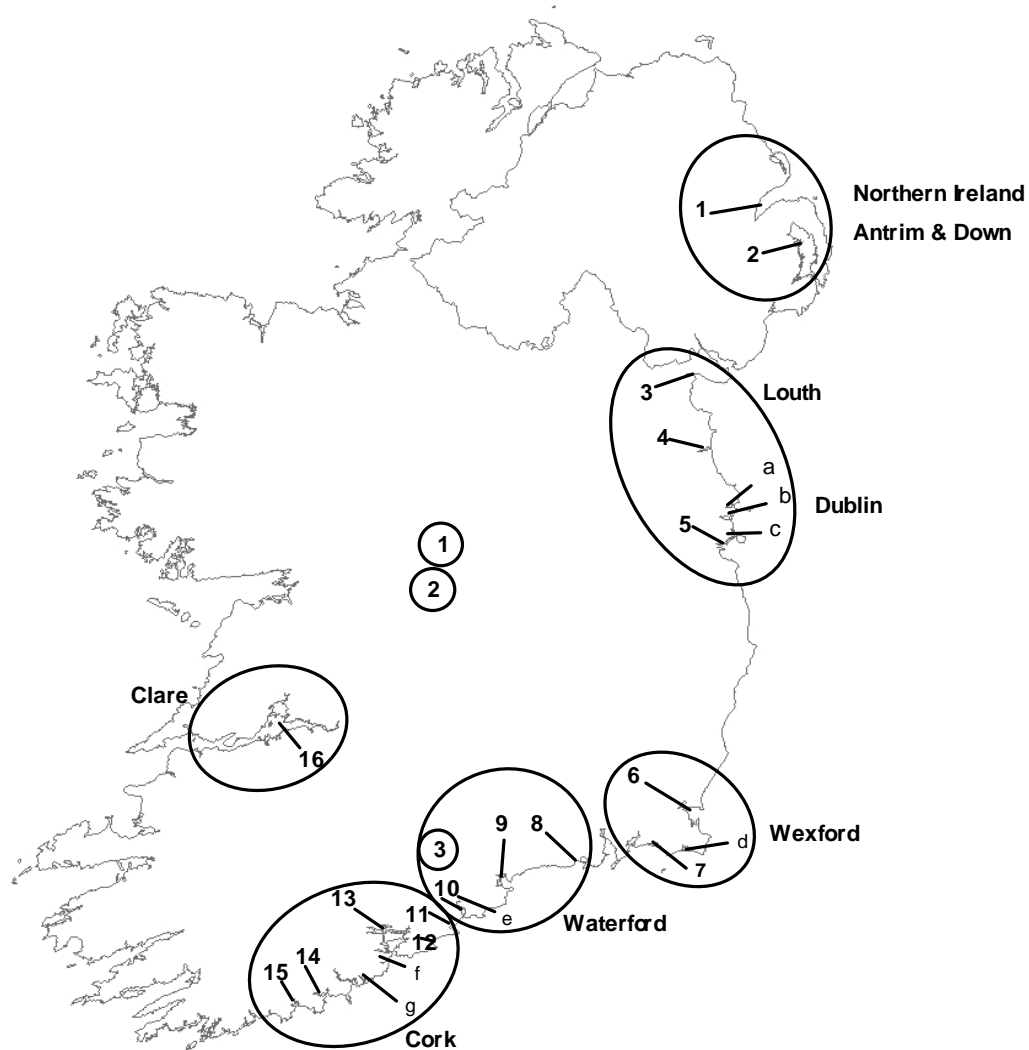 Northern Ireland
1
Antrim & Down
2
3
Louth
4
a
b
5
Dublin
c
1
2
Clare
16
6
9
8
Wexford
d
3
7
10
13
11
e
Waterford
12
14
15
f
g
Cork